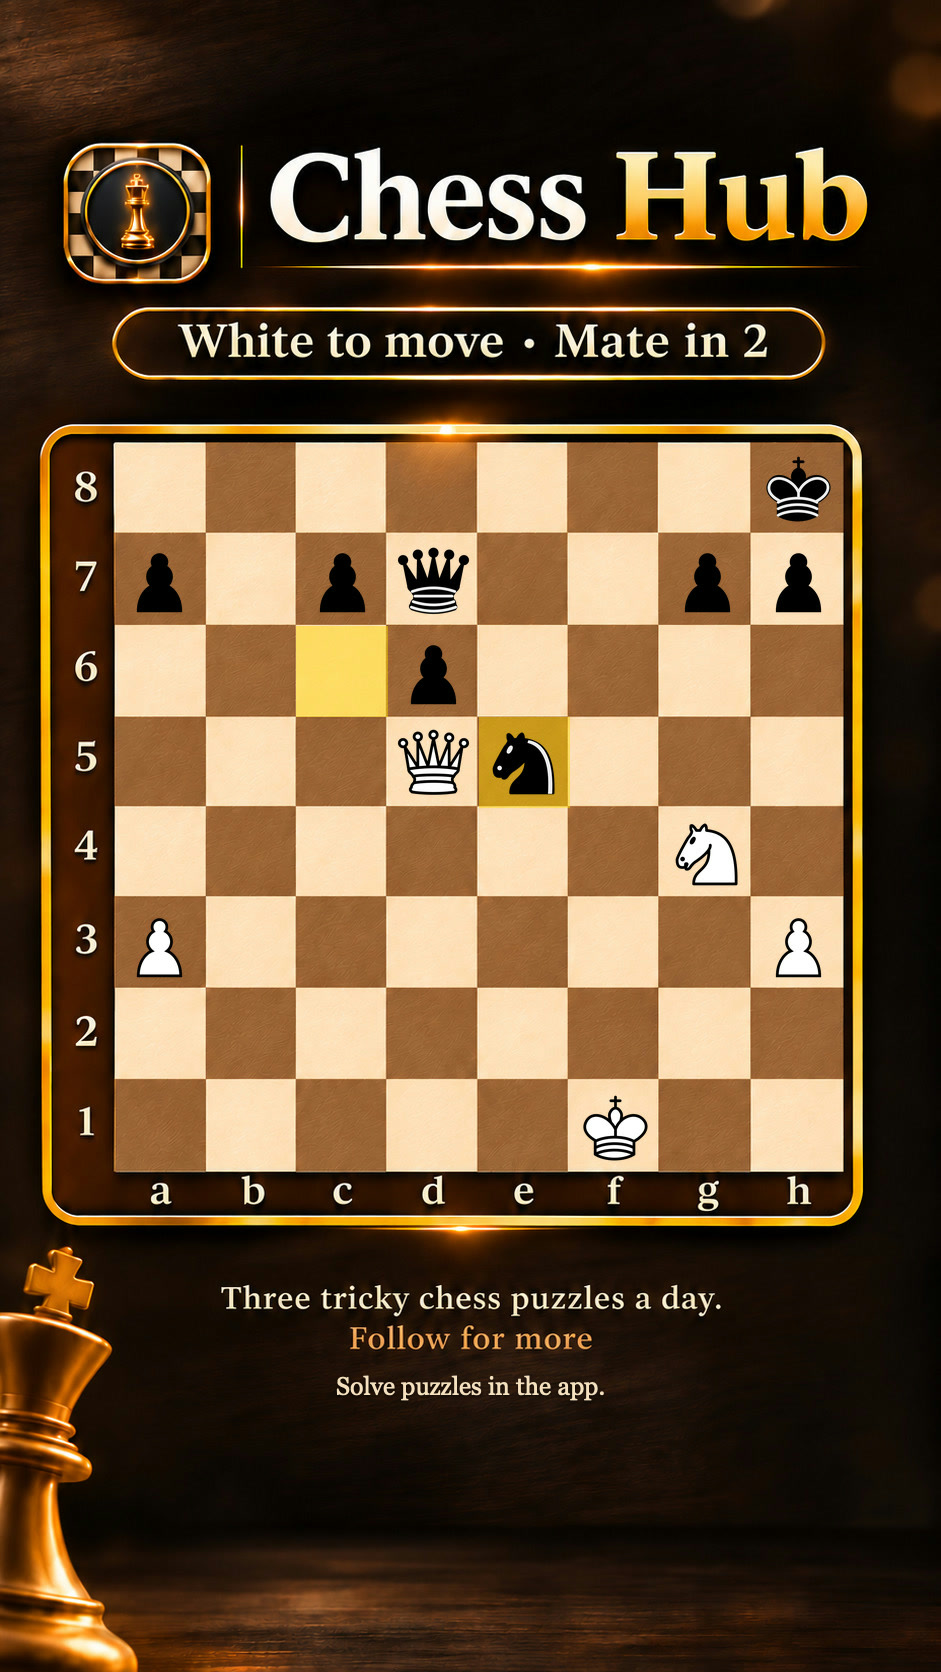 Chess Hub
White to move · Mate in 2
8
7
6
5
4
3
2
1
a b c d e f g h
Three tricky chess puzzles a day.
Follow for more
Solve puzzles in the app.